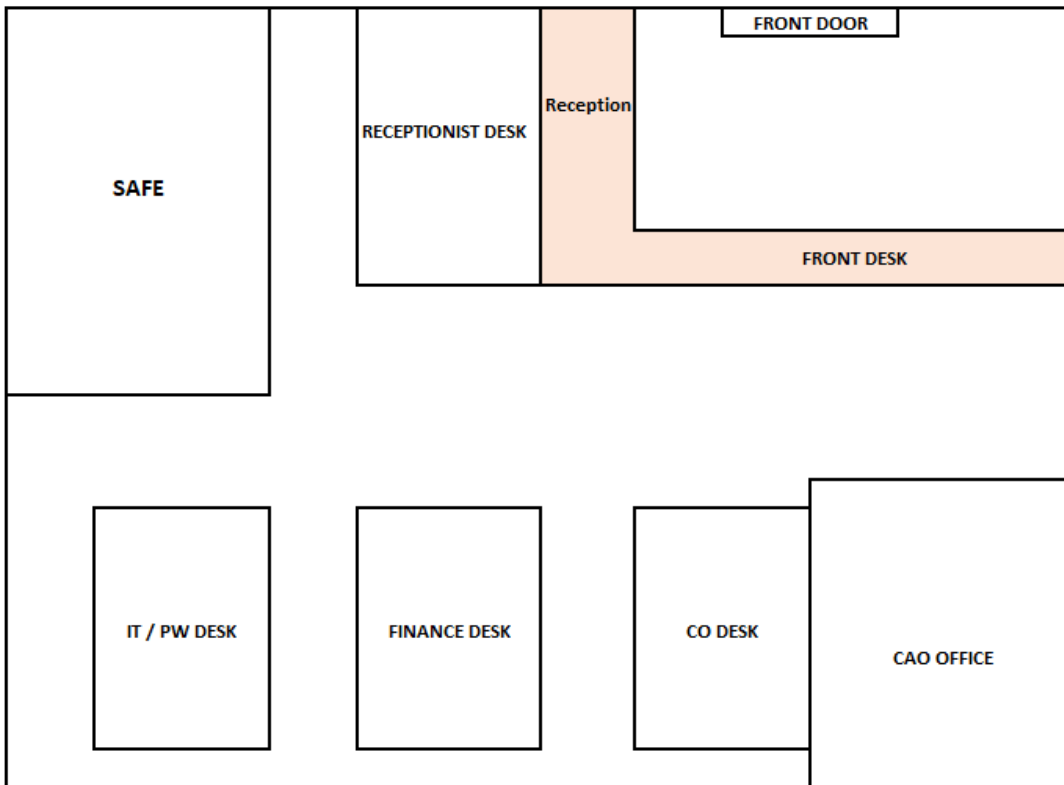 FRONT DOOR
Reception
RECEPTIONIST DESK
SAFE
FRONT DESK
IT / PW DESK
FINANCE DESK
CO DESK
CAO OFFICE